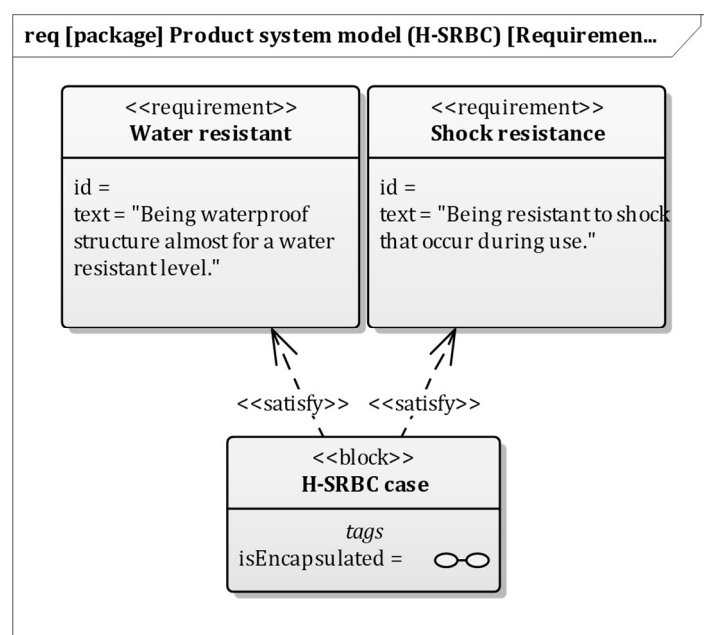 req [package] Product system model (H-SRBC) [Requiremen...
<<requirement>>
Water resistant
id =
text = "Being waterproof
structure almost for a water
resistant level."
<<requirement>>
Shock resistance
id =
text = "Being resistant to shock
that occur during use."
<<satisfy>>
<<satisfy>>
<<block>>
H-SRBC case
tags
isEncapsulated =